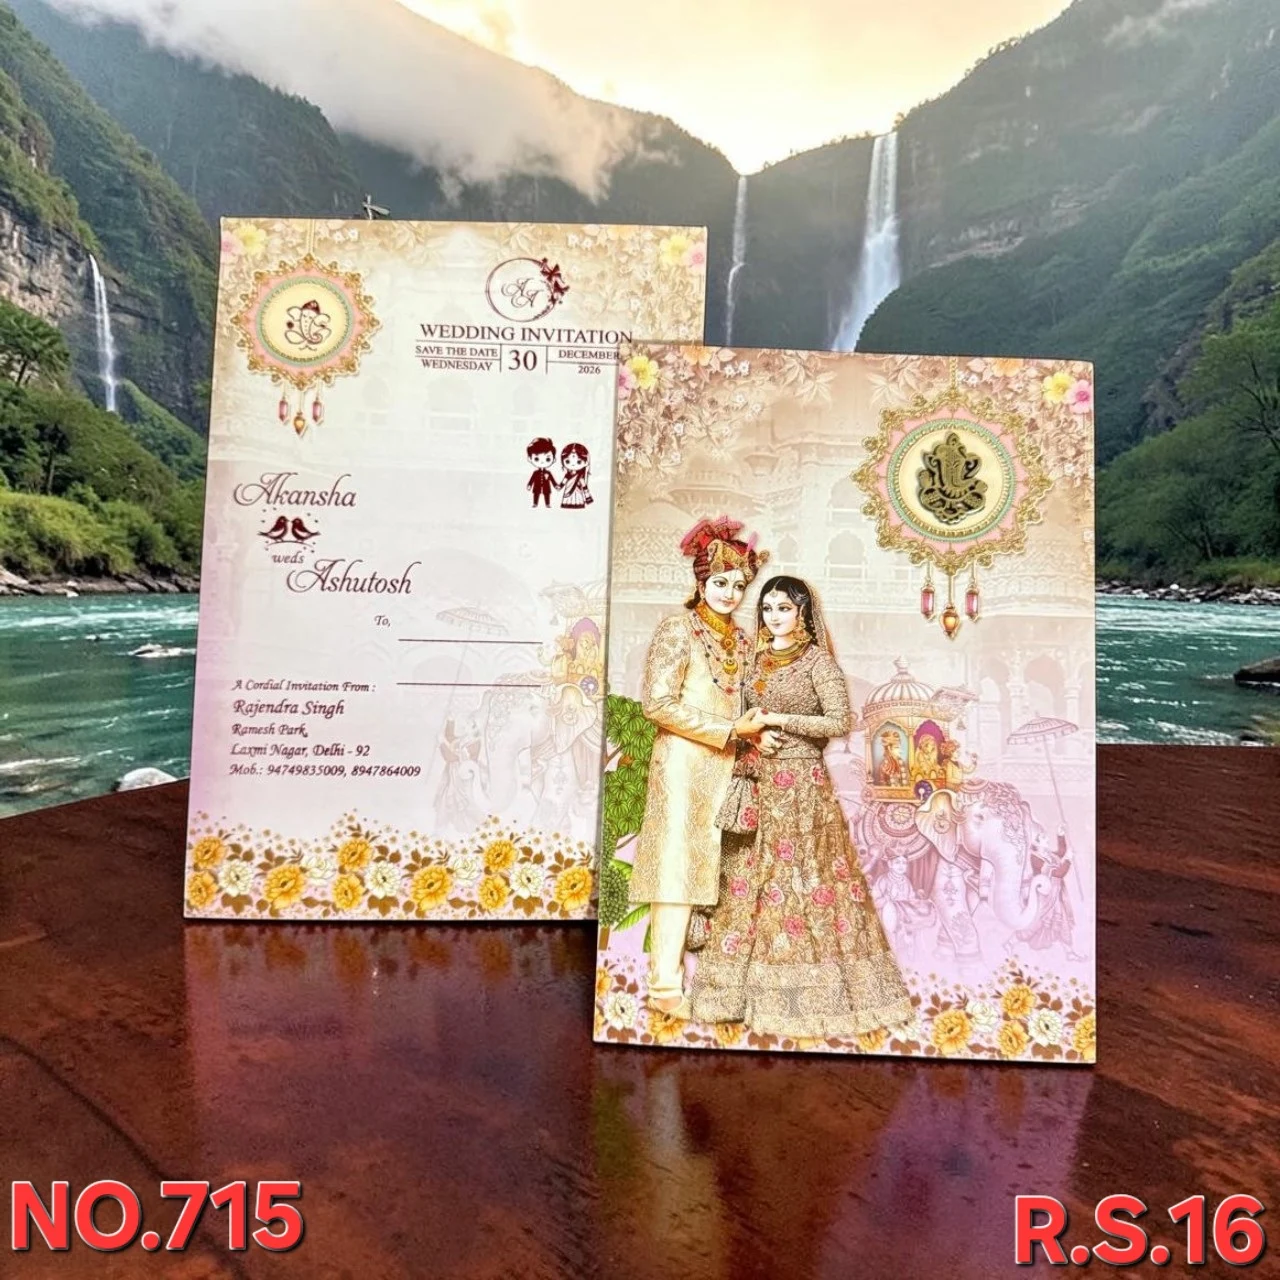 AA
WEDDING INVITATION
SAVE THE DATE
WEDNESDAY
30
DECEMBER
2026
Akansha
weds
Ashutosh
To,
A Cordial Invitation From :
Rajendra Singh
Ramesh Park,
Laxmi Nagar, Delhi - 92
Mob.: 94749835009, 8947864009
NO.715
R.S.16